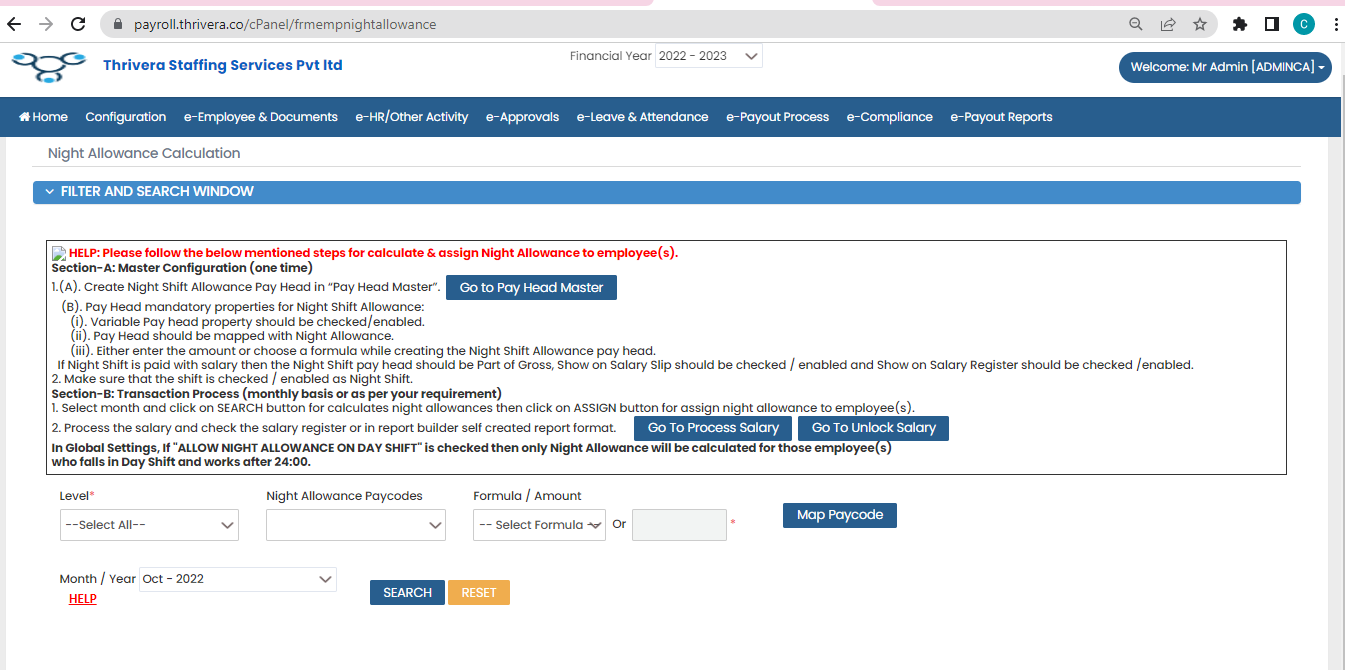 payroll.thrivera.co/cPanel/frmempnightallowance
C
Thrivera Staffing Services Pvt ltd
Financial Year 2022 - 2023
Welcome: Mr Admin [ADMINCA]
Home Configuration e-Employee & Documents e-HR/Other Activity e-Approvals e-Leave & Attendance e-Payout Process e-Compliance e-Payout Reports
Night Allowance Calculation
FILTER AND SEARCH WINDOW
HELP: Please follow the below mentioned steps for calculate & assign Night Allowance to employee(s).
Section-A: Master Configuration (one time)
1.(A). Create Night Shift Allowance Pay Head in “Pay Head Master”. Go to Pay Head Master
(B). Pay Head mandatory properties for Night Shift Allowance:
(i). Variable Pay head property should be checked/enabled.
(ii). Pay Head should be mapped with Night Allowance.
(iii). Either enter the amount or choose a formula while creating the Night Shift Allowance pay head.
If Night Shift is paid with salary then the Night Shift pay head should be Part of Gross, Show on Salary Slip should be checked / enabled and Show on Salary Register should be checked /enabled.
2. Make sure that the shift is checked / enabled as Night Shift.
Section-B: Transaction Process (monthly basis or as per your requirement)
1. Select month and click on SEARCH button for calculates night allowances then click on ASSIGN button for assign night allowance to employee(s).
2. Process the salary and check the salary register or in report builder self created report format. Go To Process Salary Go To Unlock Salary
In Global Settings, If "ALLOW NIGHT ALLOWANCE ON DAY SHIFT" is checked then only Night Allowance will be calculated for those employee(s)
who falls in Day Shift and works after 24:00.
Level* Night Allowance Paycodes Formula / Amount
--Select All-- -- Select Formula -- Or * Map Paycode
Month / Year Oct - 2022
HELP SEARCH RESET